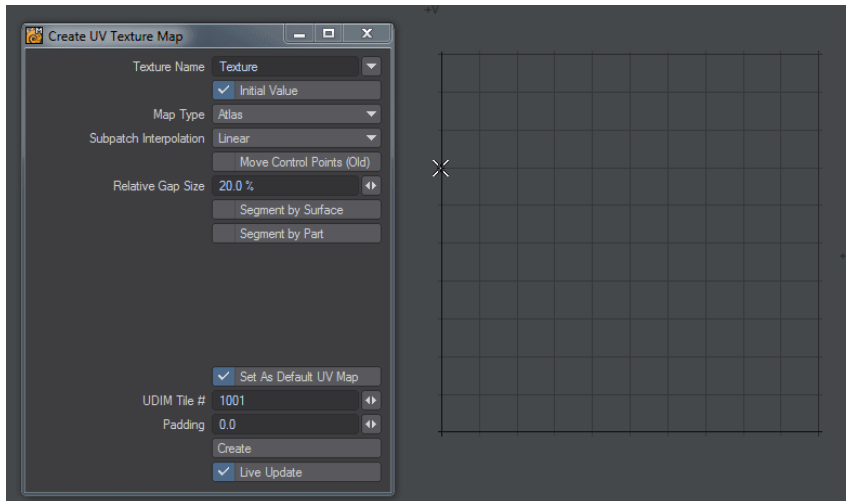 +V
Create UV Texture Map
Texture Name Texture
Initial Value
Map Type Atlas
Subpatch Interpolation Linear
Move Control Points (Old)
Relative Gap Size 20.0 %
Segment by Surface
Segment by Part
Set As Default UV Map
UDIM Tile # 1001
Padding 0.0
Create
Live Update